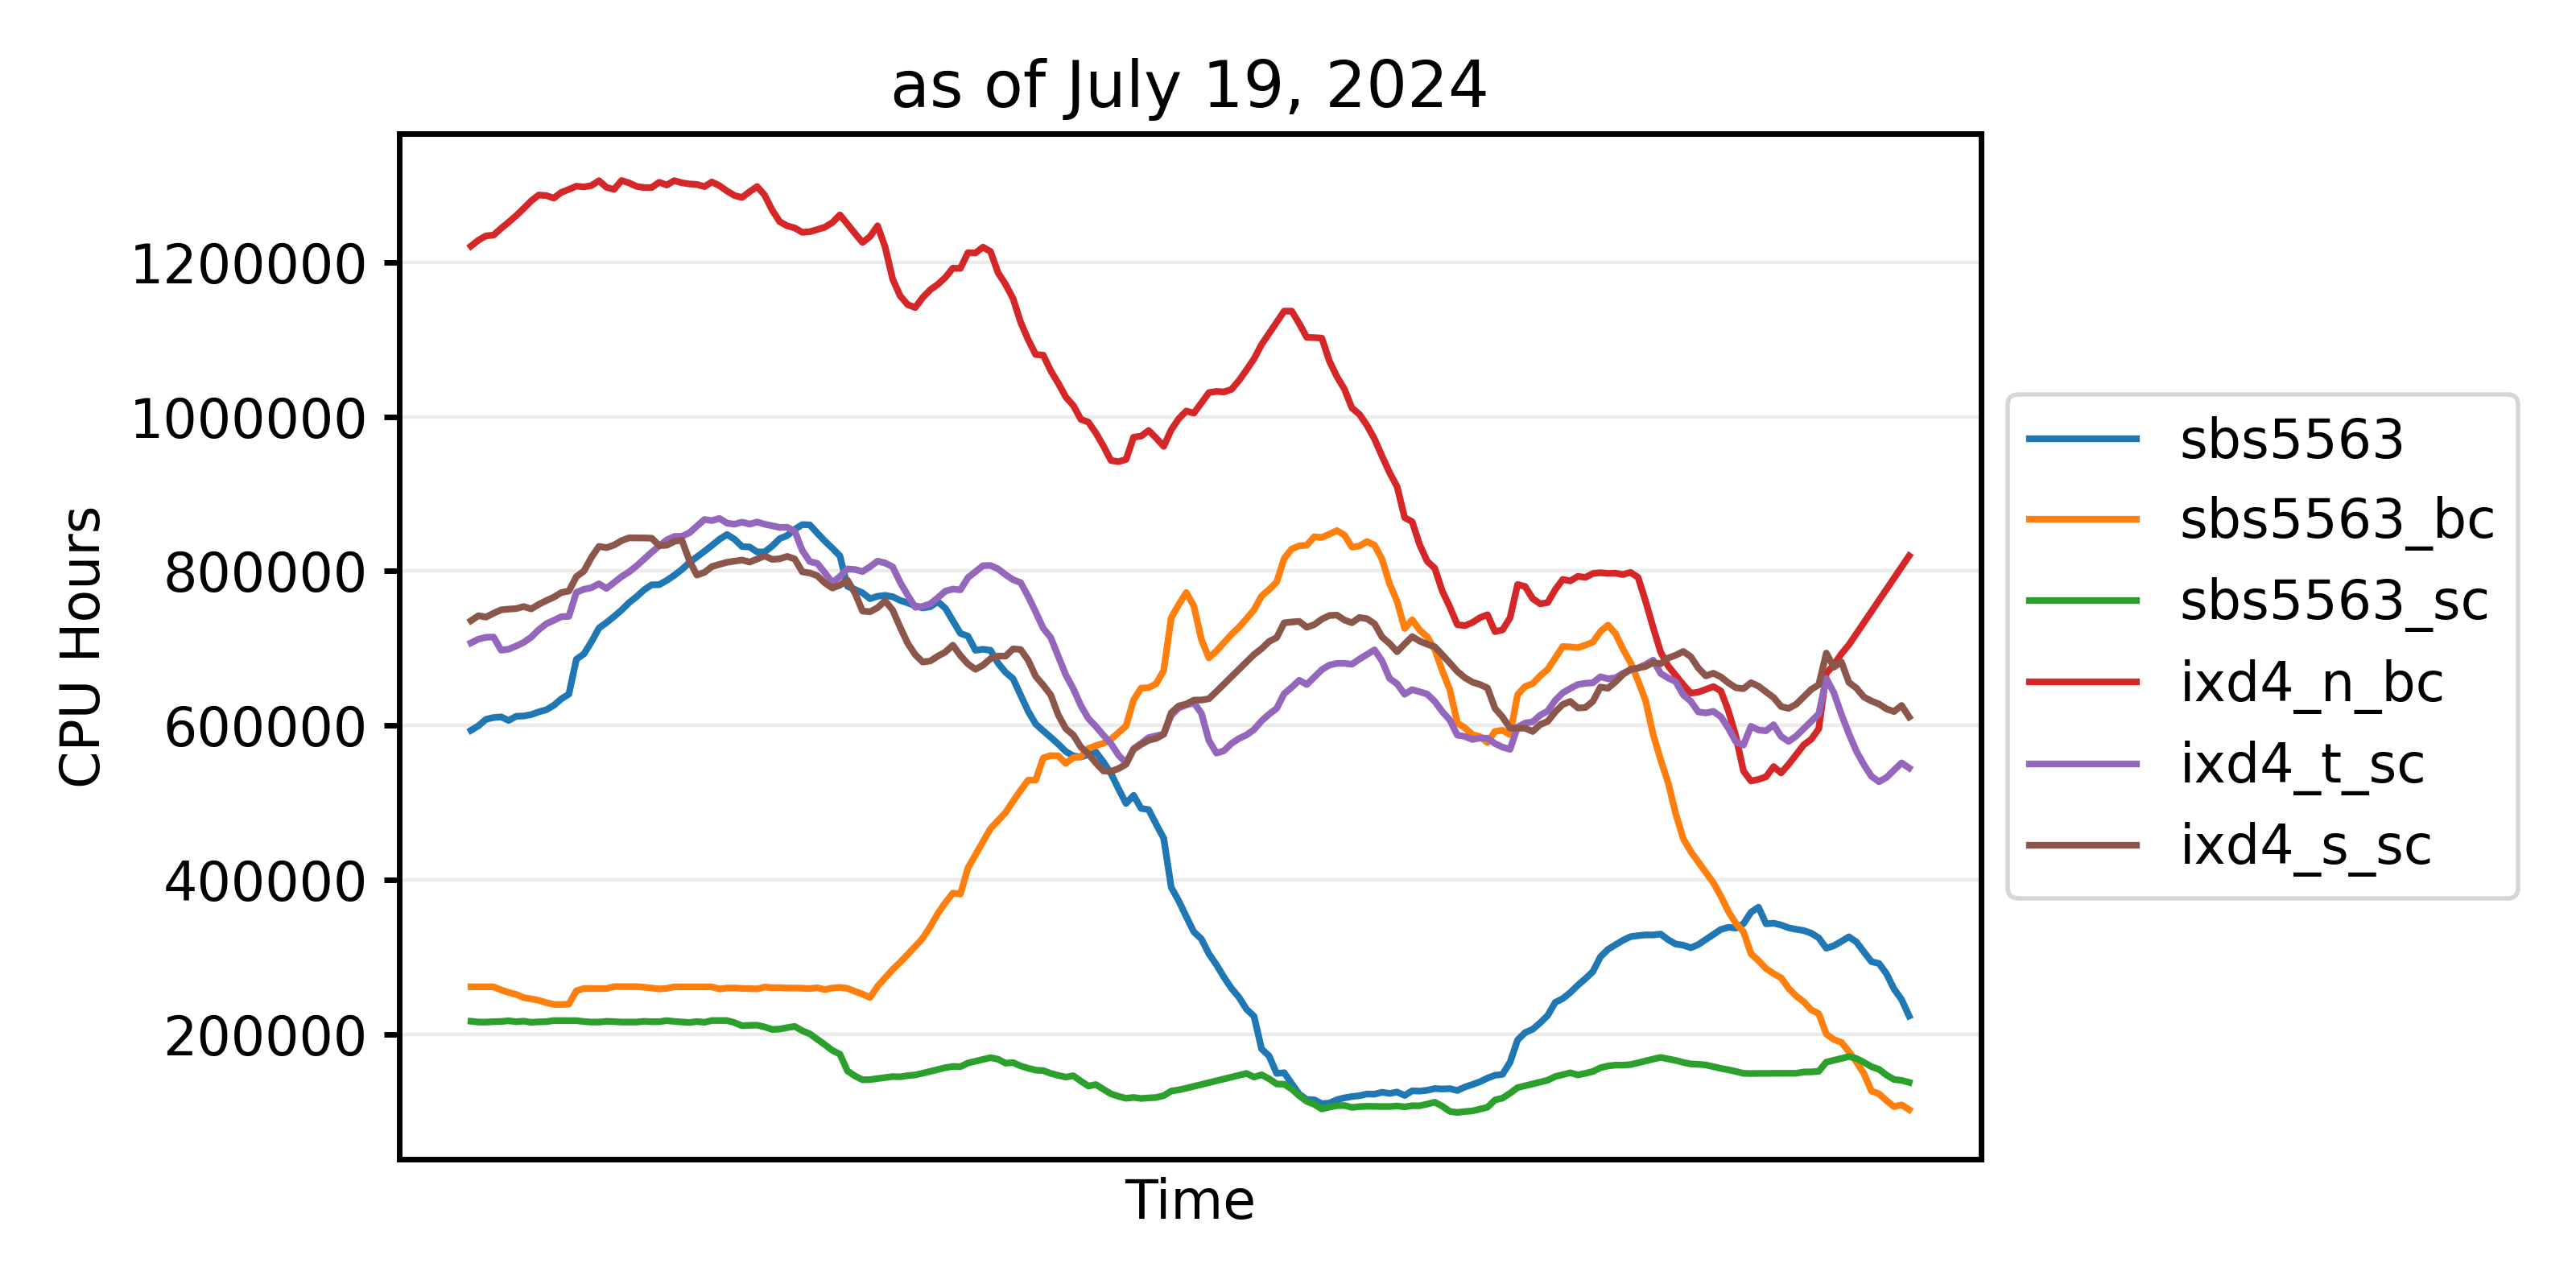 as of July 19, 2024
1200000
1000000
800000
600000
400000
200000
CPU Hours
Time
sbs5563
sbs5563_bc
sbs5563_sc
ixd4_n_bc
ixd4_t_sc
ixd4_s_sc